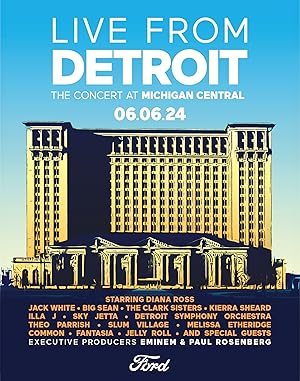 LIVE FROM
DETROIT
THE CONCERT AT MICHIGAN CENTRAL
06.06.24
STARRING DIANA ROSS
JACK WHITE • BIG SEAN • THE CLARK SISTERS • KIERRA SHEARD
ILLA J • SKY JETTA • DETROIT SYMPHONY ORCHESTRA
THEO PARRISH • SLUM VILLAGE • MELISSA ETHERIDGE
COMMON • FANTASIA • JELLY ROLL • AND SPECIAL GUESTS
EXECUTIVE PRODUCERS EMINEM & PAUL ROSENBERG
Ford